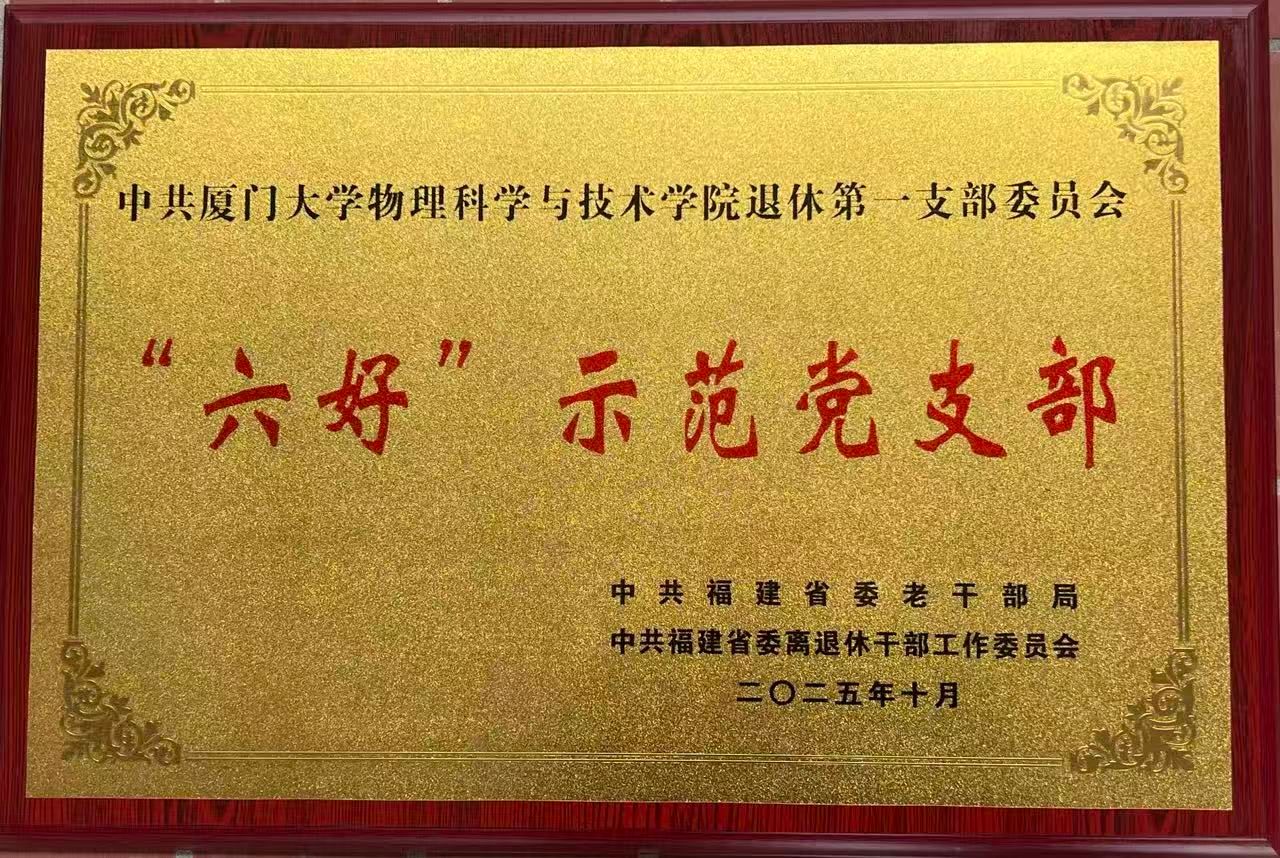 中共厦门大学物理科学与技术学院退休第一支部委员会
“六好”示范党支部
中共福建省委老干部局
中共福建省委离退休干部工作委员会
二〇二五年十月